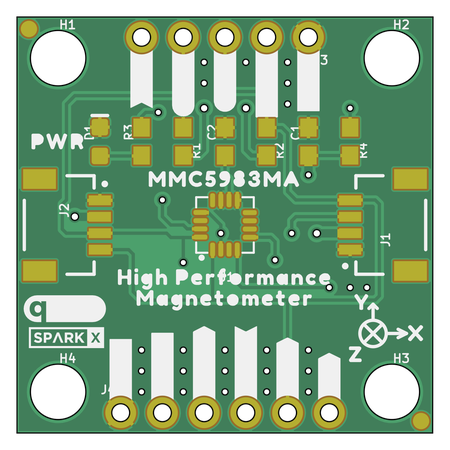 H1
H2
3
D1
R3
C2
C1
PWR
R1
R2
R4
MMC5983MA
J2
J1
High Performance
Magnetometer
q
SPARK X
Y
X
Z
H4
H3
J4